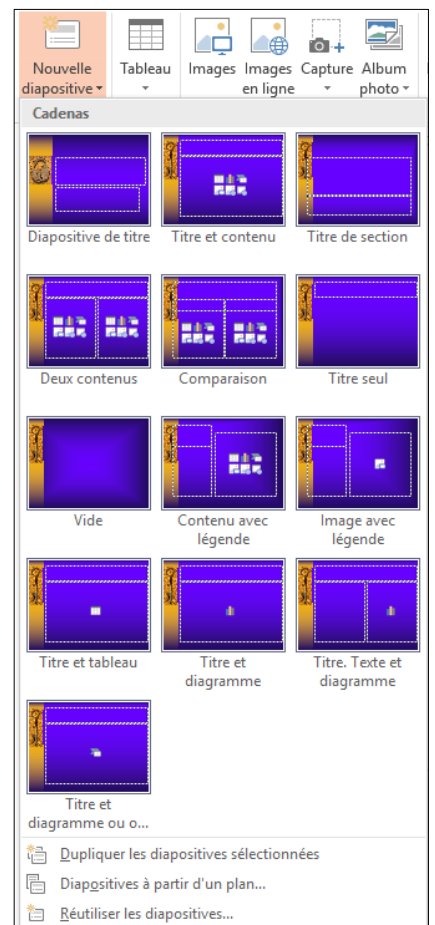 Nouvelle diapositive
Tableau
Images
Images en ligne
Capture
Album photo
Cadenas
Diapositive de titre
Titre et contenu
Titre de section
Deux contenus
Comparaison
Titre seul
Vide
Contenu avec légende
Image avec légende
Titre et tableau
Titre et diagramme
Titre. Texte et diagramme
Titre et diagramme ou o...
Dupliquer les diapositives sélectionnées
Diapositives à partir d'un plan...
Réutiliser les diapositives...